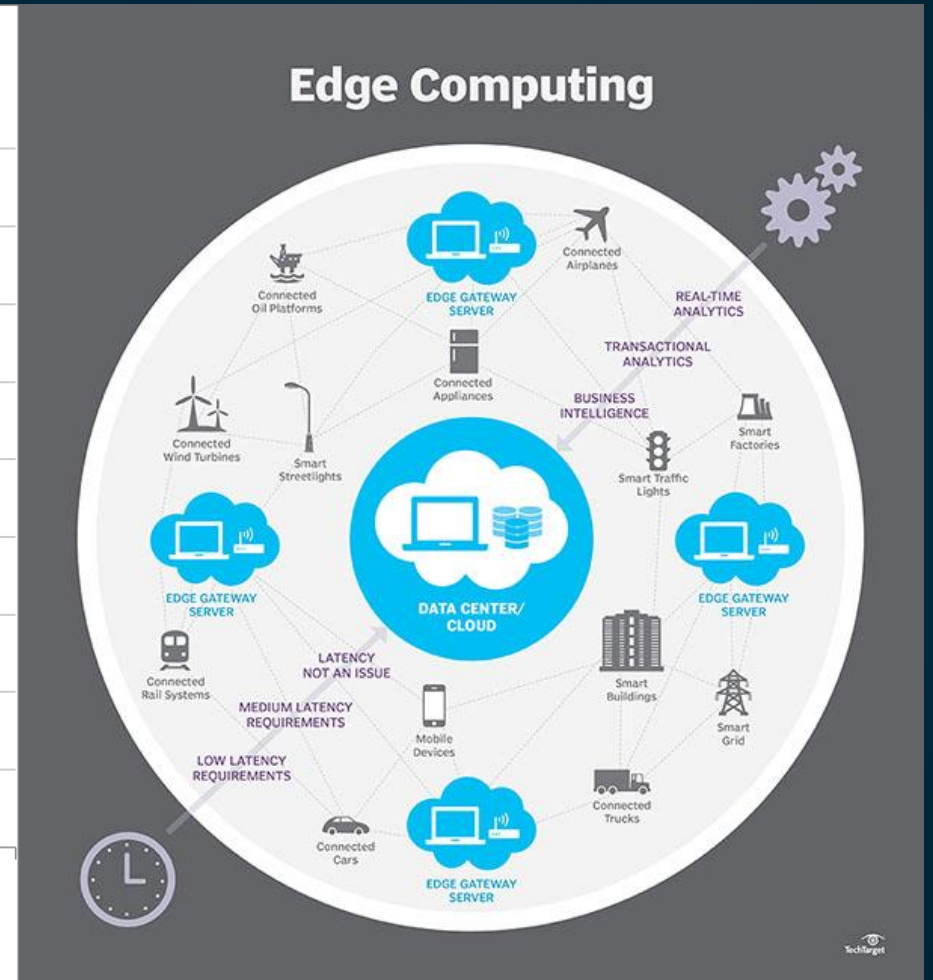 Edge Computing
EDGE GATEWAY
SERVER
Connected
Airplanes
Connected
Oil Platforms
REAL-TIME
ANALYTICS
TRANSACTIONAL
ANALYTICS
Connected
Appliances
BUSINESS
INTELLIGENCE
Connected
Wind Turbines
Smart
Streetlights
Smart
Factories
Smart Traffic
Lights
EDGE GATEWAY
SERVER
DATA CENTER/
CLOUD
EDGE GATEWAY
SERVER
Connected
Rail Systems
LATENCY
NOT AN ISSUE
Smart
Buildings
MEDIUM LATENCY
REQUIREMENTS
Mobile
Devices
Smart
Grid
LOW LATENCY
REQUIREMENTS
Connected
Trucks
Connected
Cars
EDGE GATEWAY
SERVER
TechTarget